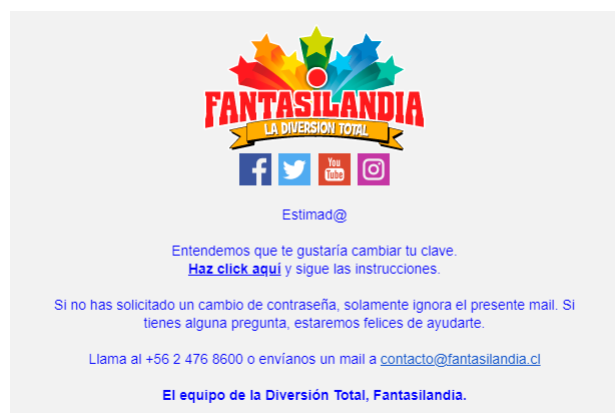 FANTASILANDIA
LA DIVERSIÓN TOTAL
f You Tube
Estimad@
Entendemos que te gustaría cambiar tu clave.
Haz click aquí y sigue las instrucciones.
Si no has solicitado un cambio de contraseña, solamente ignora el presente mail. Si
tienes alguna pregunta, estaremos felices de ayudarte.
Llama al +56 2 476 8600 o envíanos un mail a contacto@fantasilandia.cl
El equipo de la Diversión Total, Fantasilandia.